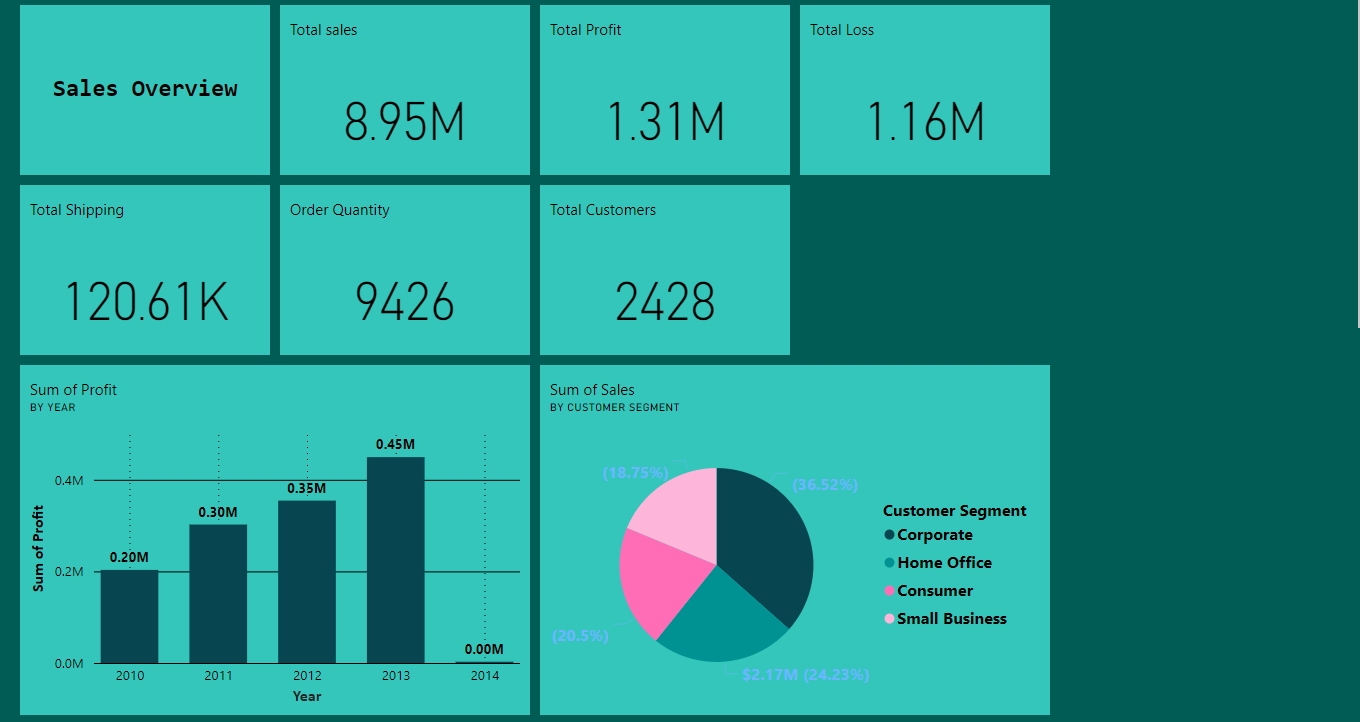 Sales Overview
Total sales
8.95M
Total Profit
1.31M
Total Loss
1.16M
Total Shipping
120.61K
Order Quantity
9426
Total Customers
2428
Sum of Profit
BY YEAR
Sum of Profit
0.4M
0.2M
0.0M
0.20M
0.30M
0.35M
0.45M
0.00M
2010
2011
2012
2013
2014
Year
Sum of Sales
BY CUSTOMER SEGMENT
(18.75%)
(36.52%)
(20.5%)
$2.17M (24.23%)
Customer Segment
Corporate
Home Office
Consumer
Small Business